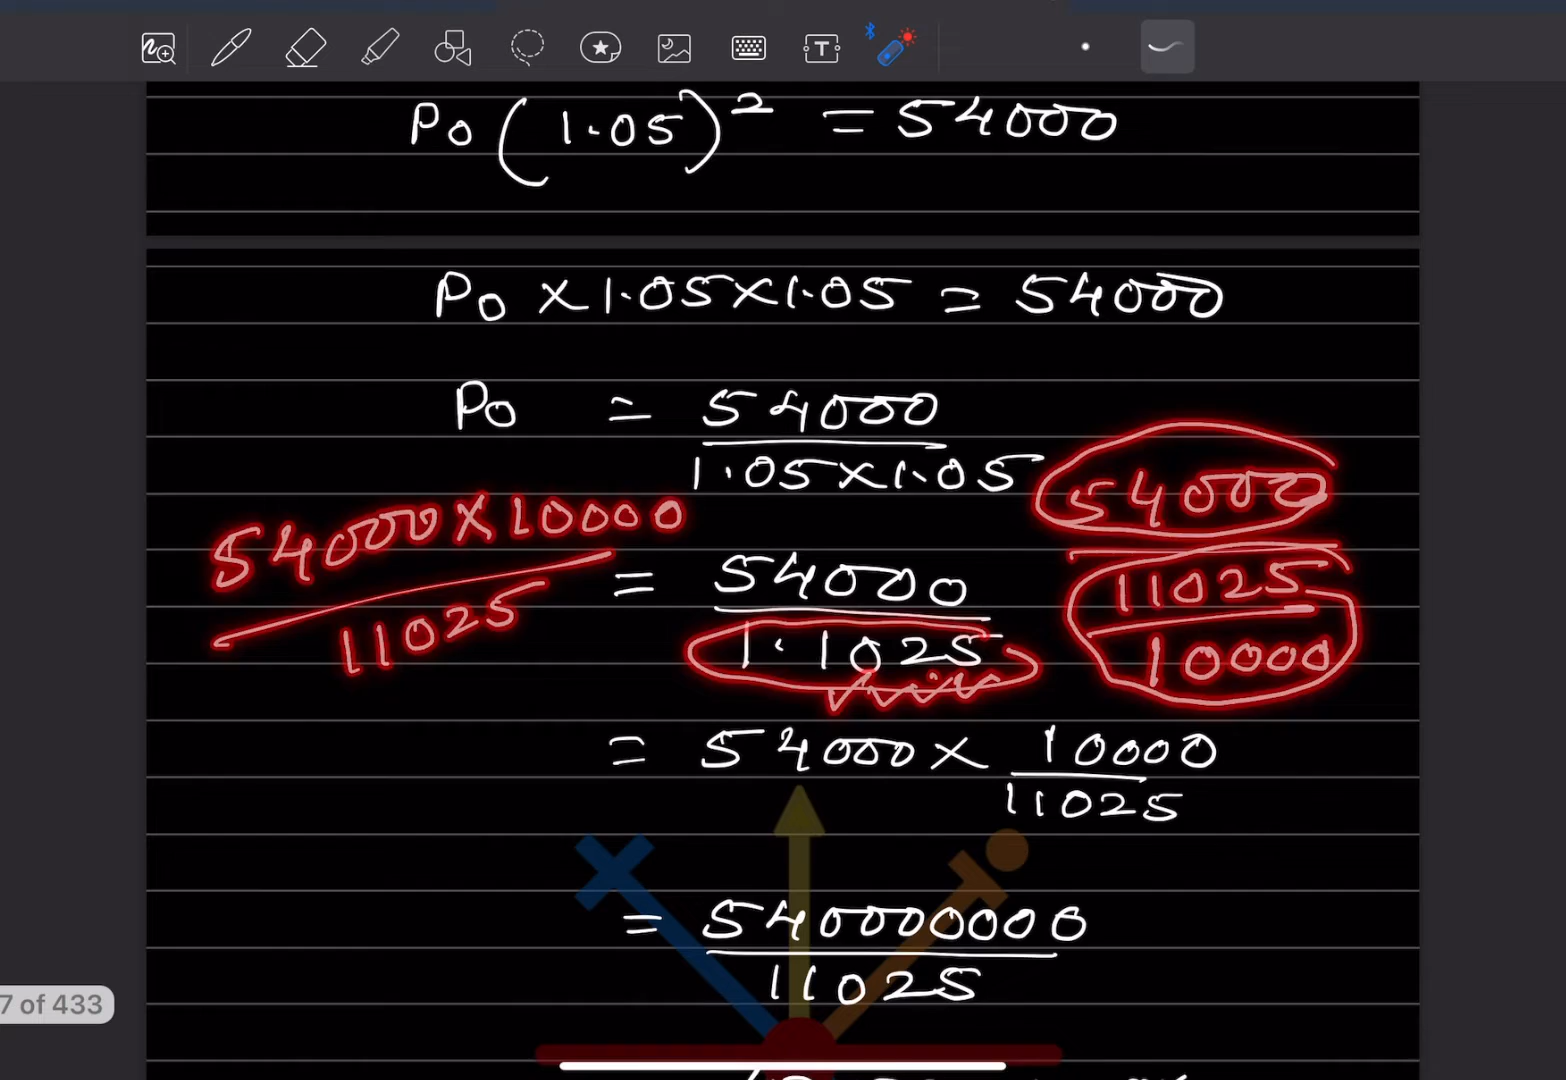 P0 (1.05)² = 54000
P0 × 1.05 × 1.05 = 54000
P0 = 54000
1.05 × 1.05
54000 × 10000
11025
= 54000
1.1025
54000
11025
10000
= 54000 × 10000
11025
= 540000000
11025
7 of 433